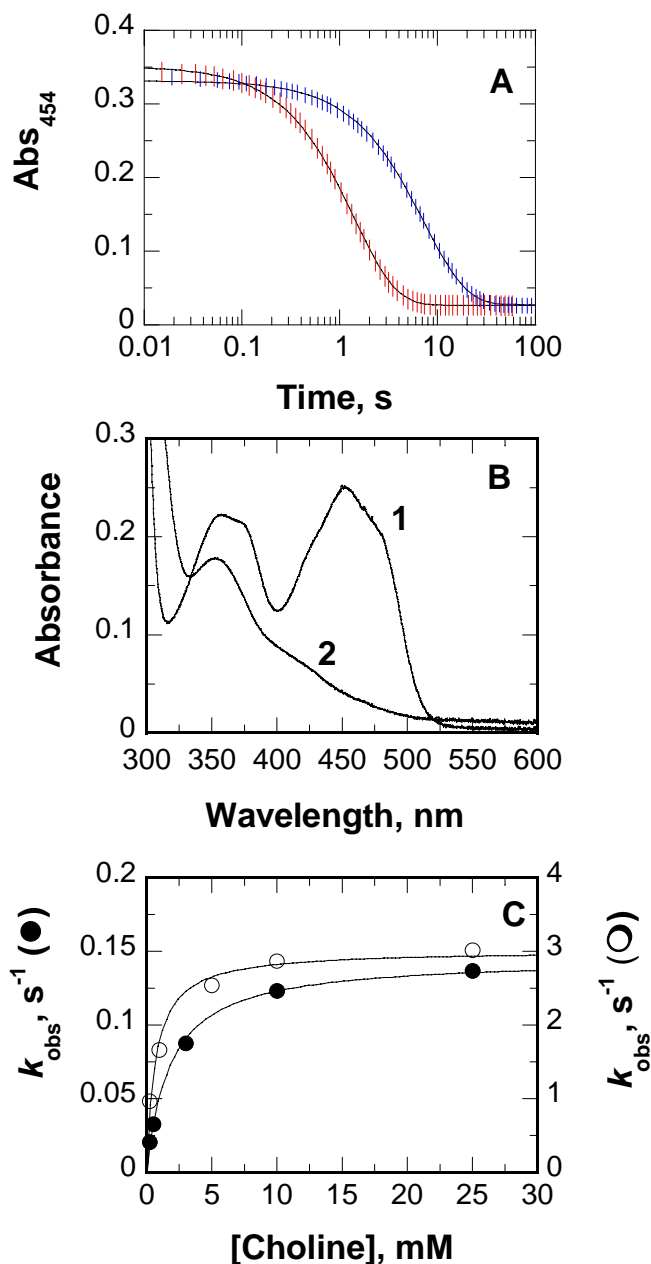 A
Abs454
0.4
0.3
0.2
0.1
0
0.01 0.1 1 10 100
Time, s
B
1
2
Absorbance
0.3
0.2
0.1
0
300 350 400 450 500 550 600
Wavelength, nm
C
kobs, s-1 (●)
0.2
0.15
0.1
0.05
0
4
3
2
1
0
kobs, s-1 (○)
0 5 10 15 20 25 30
[Choline], mM